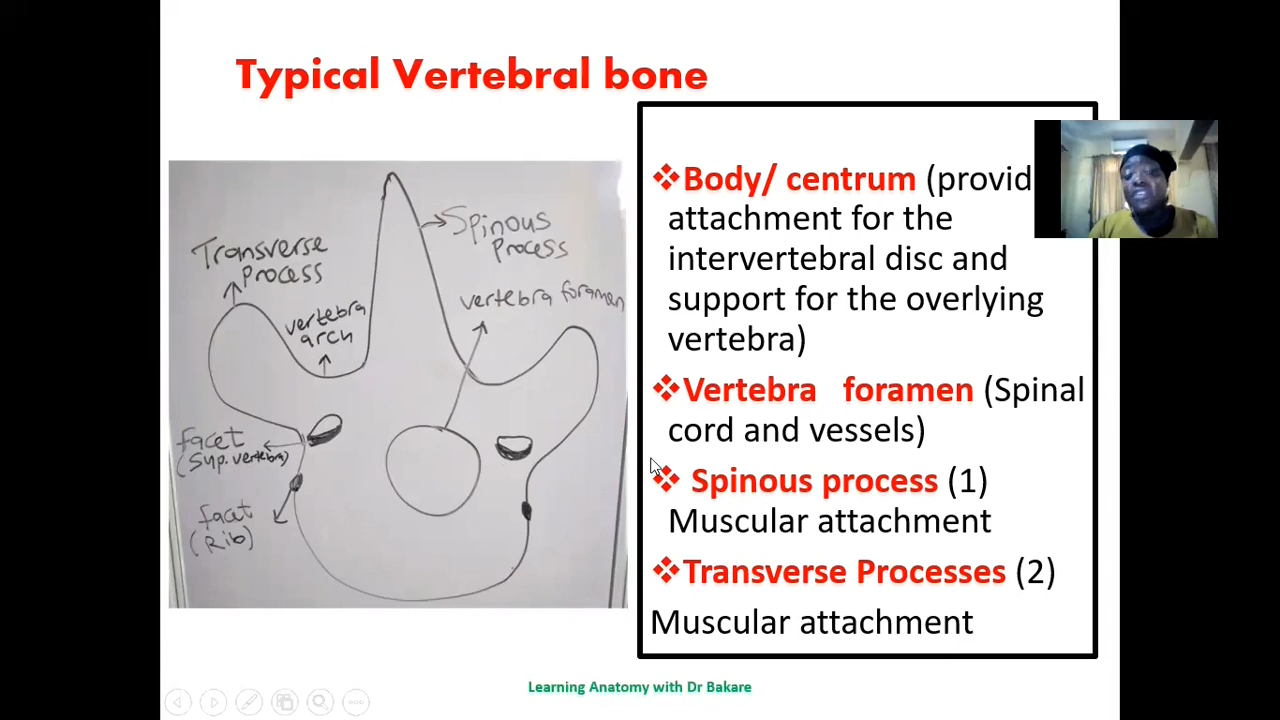 Typical Vertebral bone
Spinous
Process
Transverse
Process
vertebra foramen
vertebra
arch
facet
(Sup. vertebra)
facet
(Rib)
❖Body/ centrum (provid
attachment for the
intervertebral disc and
support for the overlying
vertebra)
❖Vertebra foramen (Spinal
cord and vessels)
❖ Spinous process (1)
Muscular attachment
❖Transverse Processes (2)
Muscular attachment
Learning Anatomy with Dr Bakare